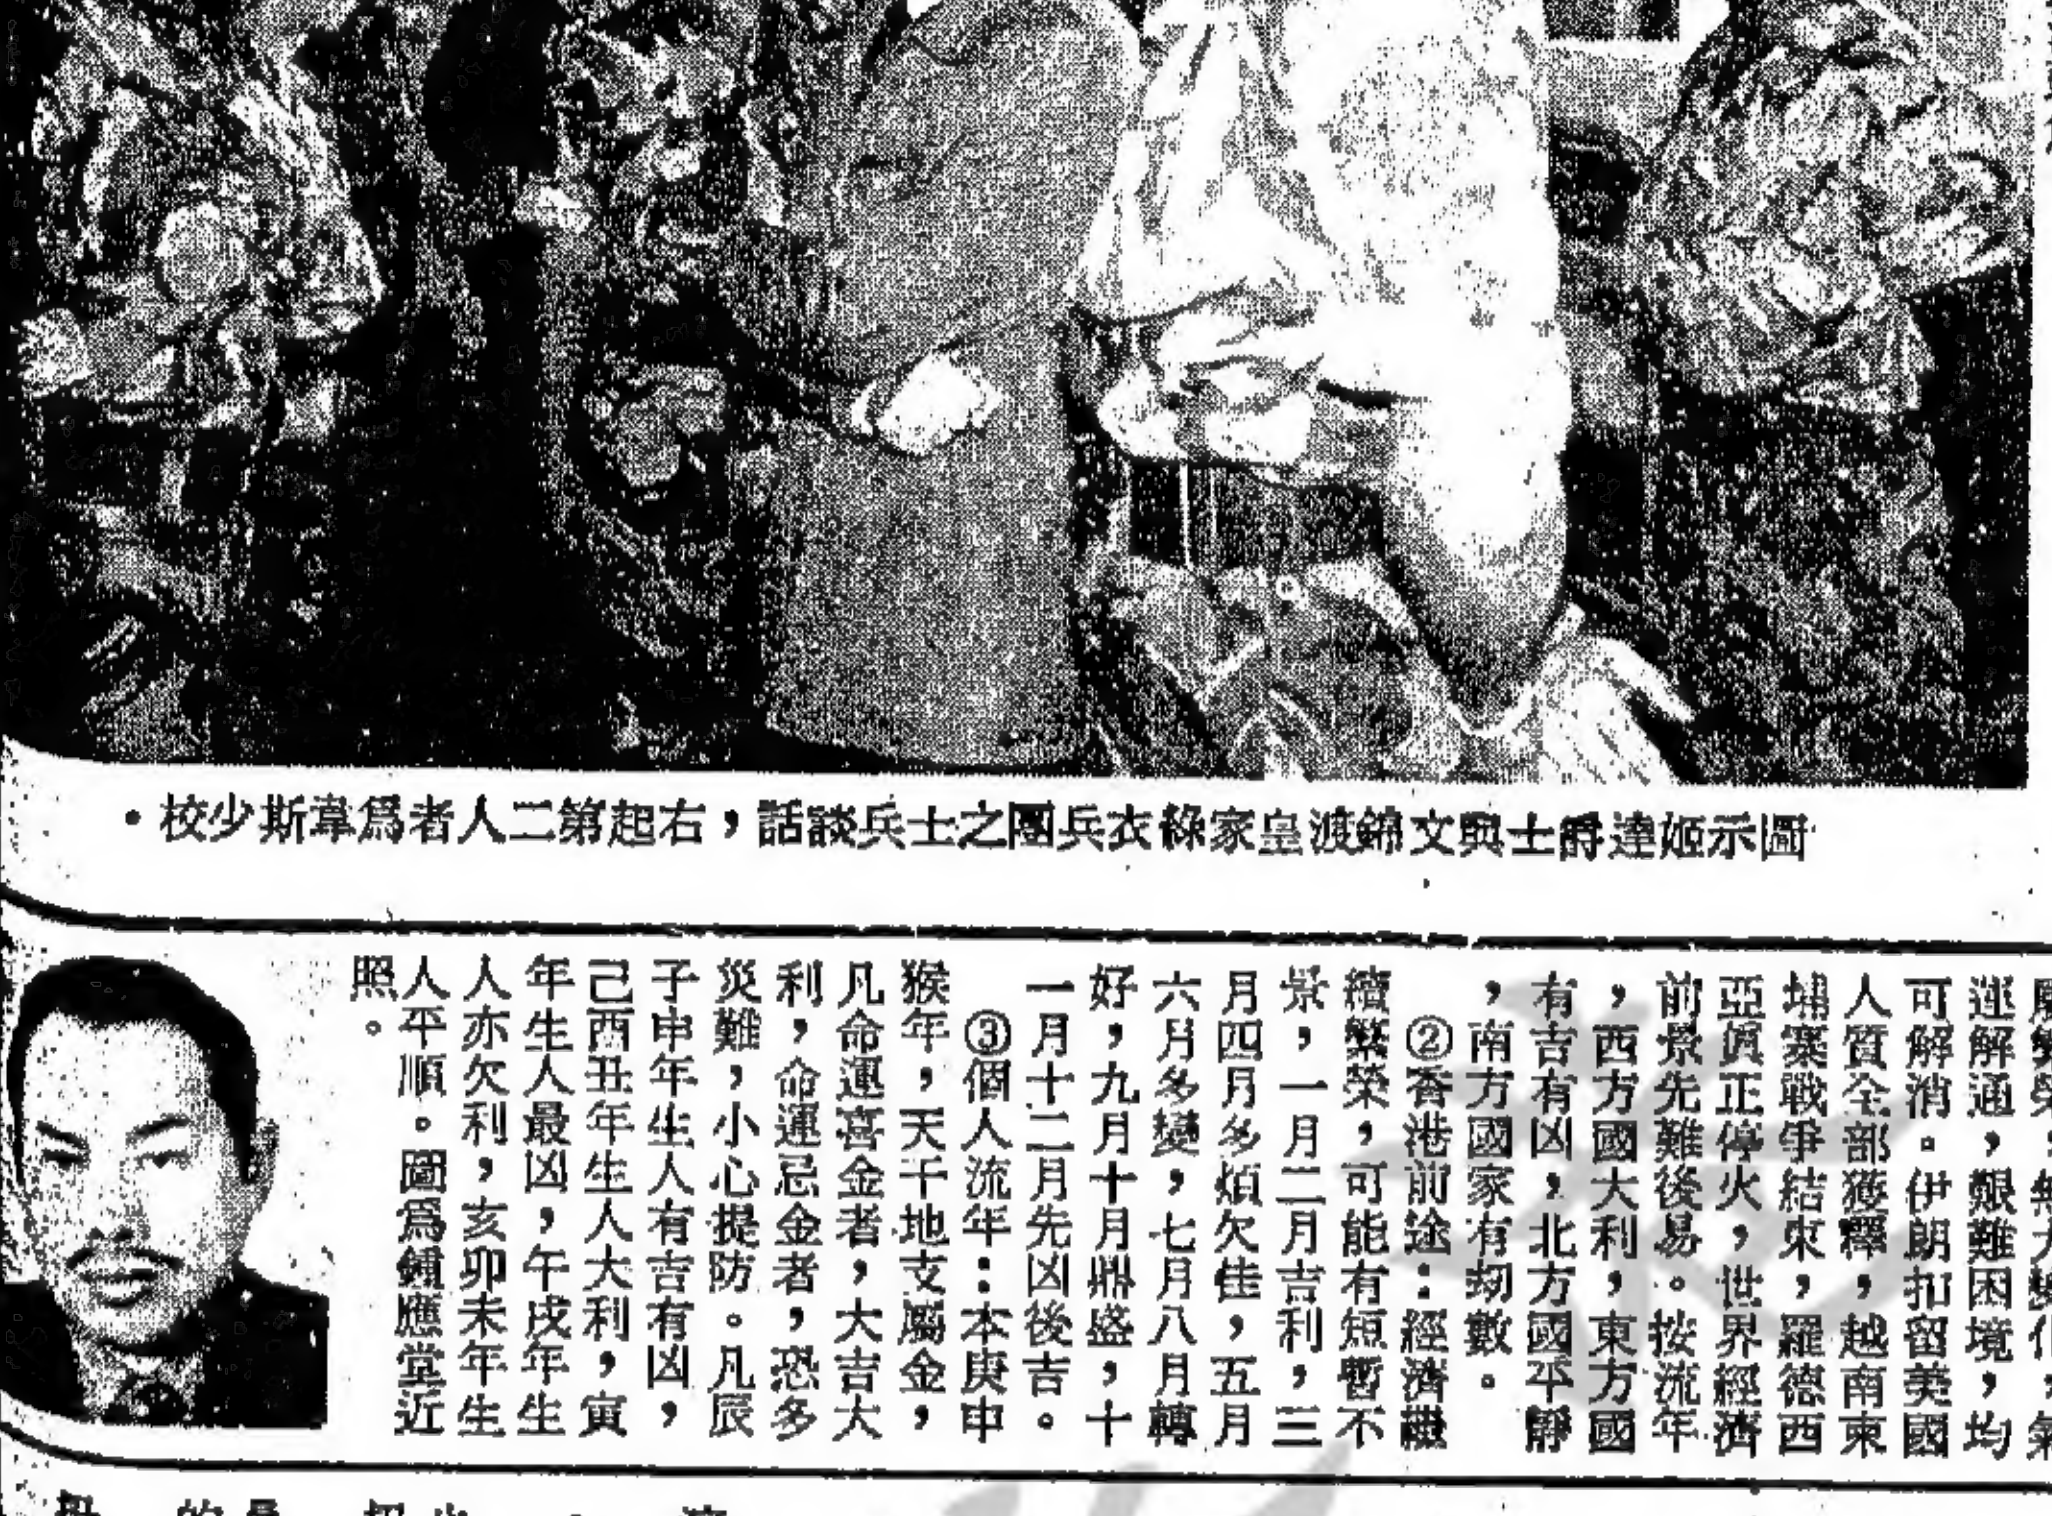 圖示姬達爵士與文錦渡皇家綠衣兵團之士兵談話，右起第二人者爲韋斯少校・
運解通，艱難困境，均
可解消。伊朗扣留美國
人質全部獲釋，越南柬
埔寨戰爭結束，羅德西
亞眞正停火，世界經濟
前景先難後易。按流年
，西方國大利，東方國
有吉有凶，北方國平靜
，南方國家有刼數。
②香港前途：經濟繼
續繁榮，可能有短暫不
景，一月二月吉利，三
月四月多煩欠佳，五月
六月多變，七月八月轉
好，九月十月鼎盛，十
一月十二月先凶後吉。
③個人流年：本庚申
猴年，天干地支屬金，
凡命運喜金者，大吉大
利，命運忌金者，恐多
災難，小心提防。凡辰
子申年生人有吉有凶，
己酉丑年生人大利，寅
年生人最凶，午戌年生
人亦欠利，亥卯未年生
人平順。圖爲鍾應堂近
照。